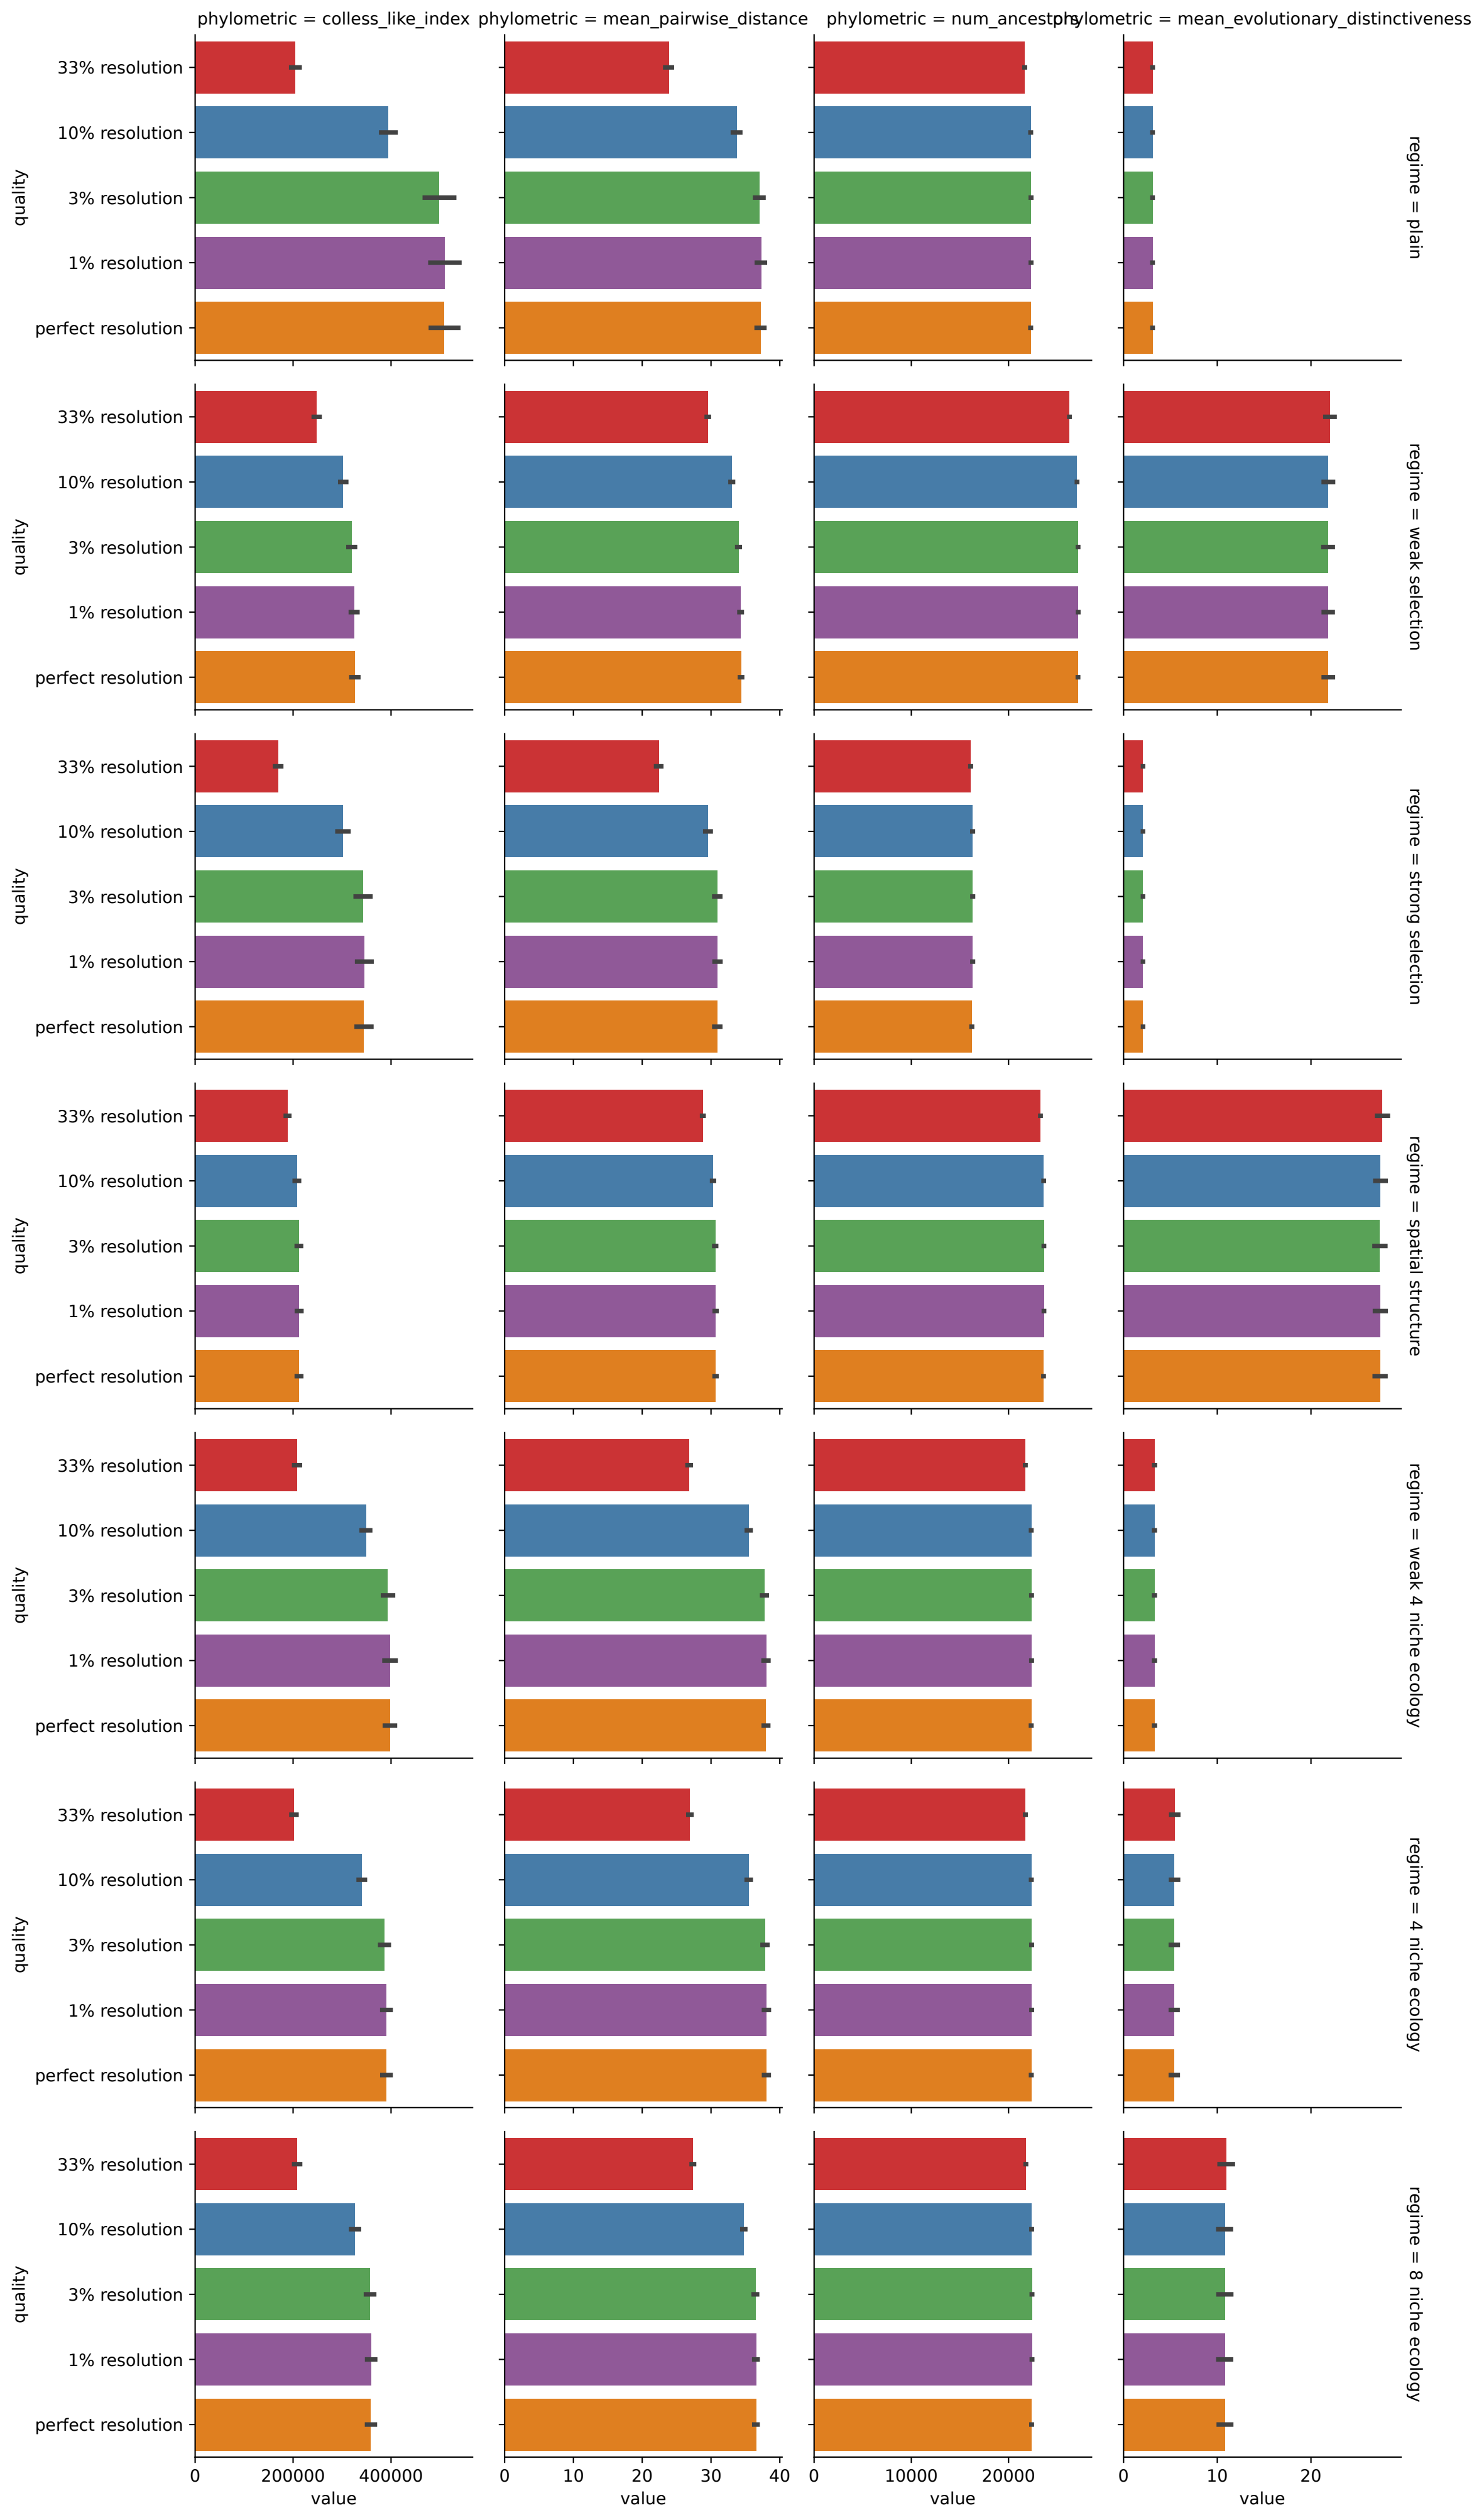 phylometric = colless_like_index
phylometric = mean_pairwise_distance
phylometric = num_ancestors
phylometric = mean_evolutionary_distinctiveness
quality
33% resolution
10% resolution
3% resolution
1% resolution
perfect resolution
regime = plain
quality
33% resolution
10% resolution
3% resolution
1% resolution
perfect resolution
regime = weak selection
quality
33% resolution
10% resolution
3% resolution
1% resolution
perfect resolution
regime = strong selection
quality
33% resolution
10% resolution
3% resolution
1% resolution
perfect resolution
regime = spatial structure
quality
33% resolution
10% resolution
3% resolution
1% resolution
perfect resolution
regime = weak 4 niche ecology
quality
33% resolution
10% resolution
3% resolution
1% resolution
perfect resolution
regime = 4 niche ecology
quality
33% resolution
10% resolution
3% resolution
1% resolution
perfect resolution
regime = 8 niche ecology
0 200000 400000
0 10 20 30 40
0 10000 20000
0 10 20
value
value
value
value